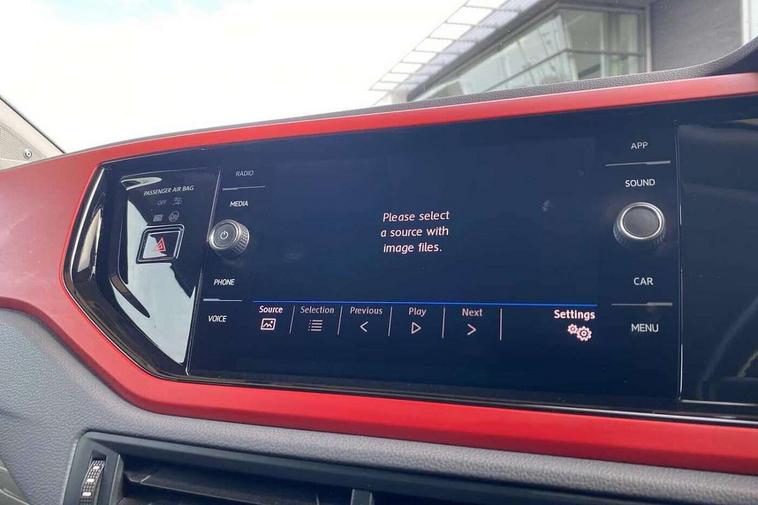 PASSENGER AIR BAG
OFF
RADIO
MEDIA
PHONE
VOICE
Please select
a source with
image files.
Source
Selection
Previous
Play
Next
Settings
APP
SOUND
CAR
MENU